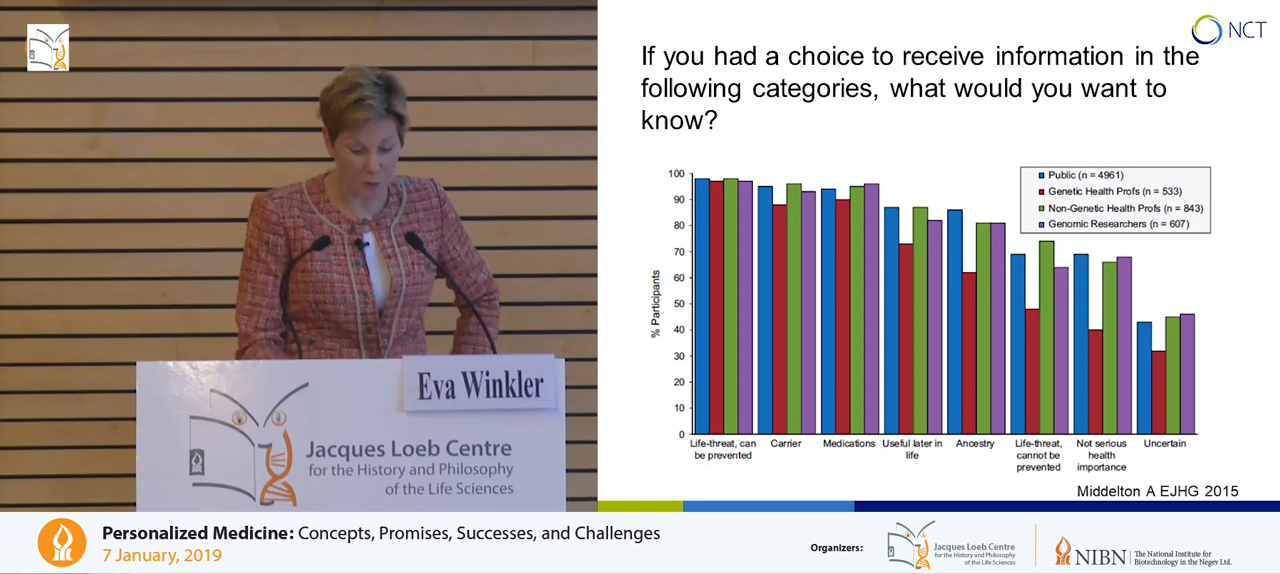 NCT
If you had a choice to receive information in the
following categories, what would you want to
know?
Public (n = 4961)
Genetic Health Profs (n = 533)
Non-Genetic Health Profs (n = 843)
Genomic Researchers (n = 607)
% Participants
100
90
80
70
60
50
40
30
20
10
0
Life-threat, can
be prevented
Carrier
Medications
Useful later in
life
Ancestry
Life-threat,
cannot be
prevented
Not serious
health
importance
Uncertain
Middelton A EJHG 2015
Eva Winkler
Jacques Loeb Centre
for the History and Philosophy
of the Life Sciences
Personalized Medicine: Concepts, Promises, Successes, and Challenges
7 January, 2019
Organizers:
Jacques Loeb Centre
for the History and Philosophy
of the Life Sciences
NIBN
The National Institute for
Biotechnology in the Negev Ltd.